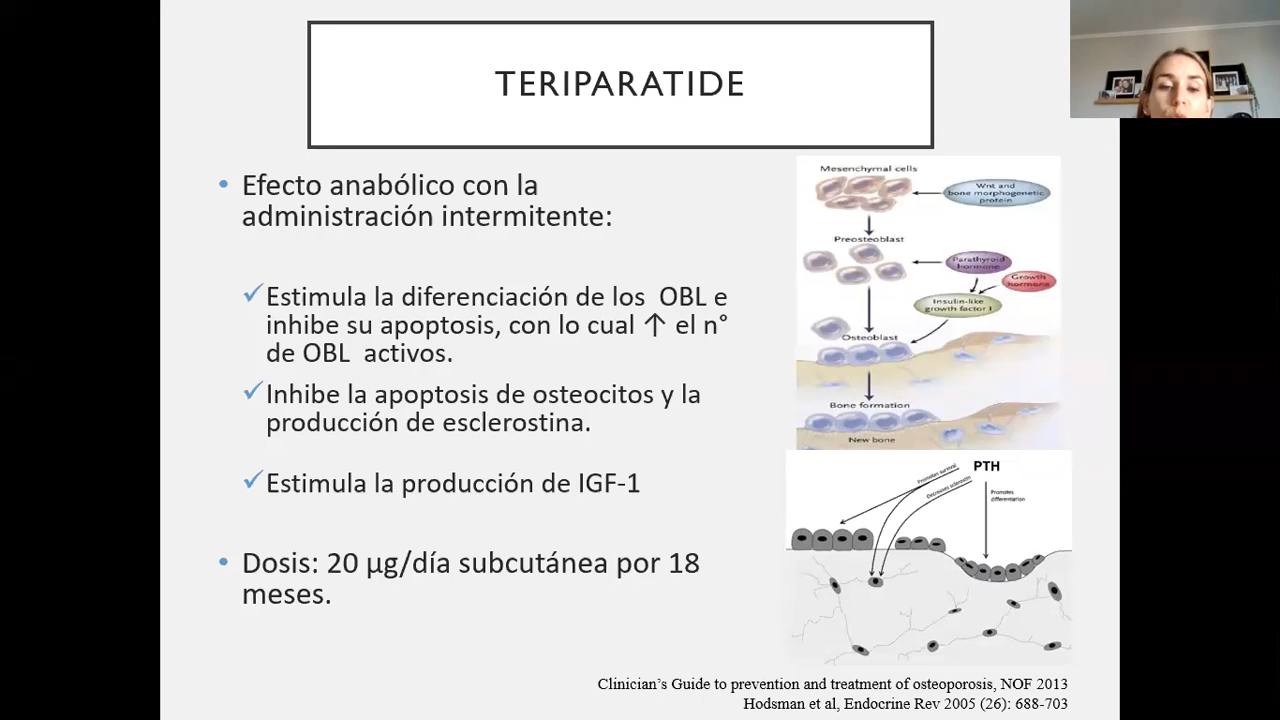 TERIPARATIDE
• Efecto anabólico con la
administración intermitente:
✓Estimula la diferenciación de los OBL e
inhibe su apoptosis, con lo cual ↑ el n°
de OBL activos.
✓Inhibe la apoptosis de osteocitos y la
producción de esclerostina.
✓Estimula la producción de IGF-1
• Dosis: 20 µg/día subcutánea por 18
meses.
Mesenchymal cells
Wnt and
bone morphogenetic
protein
Preosteoblast
Parathyroid
hormone
Growth
hormone
Insulin-like
growth factor I
Osteoblast
Bone formation
New bone
PTH
Promotes survival
Decreases sclerostin
Promotes
differentiation
Clinician's Guide to prevention and treatment of osteoporosis, NOF 2013
Hodsman et al, Endocrine Rev 2005 (26): 688-703